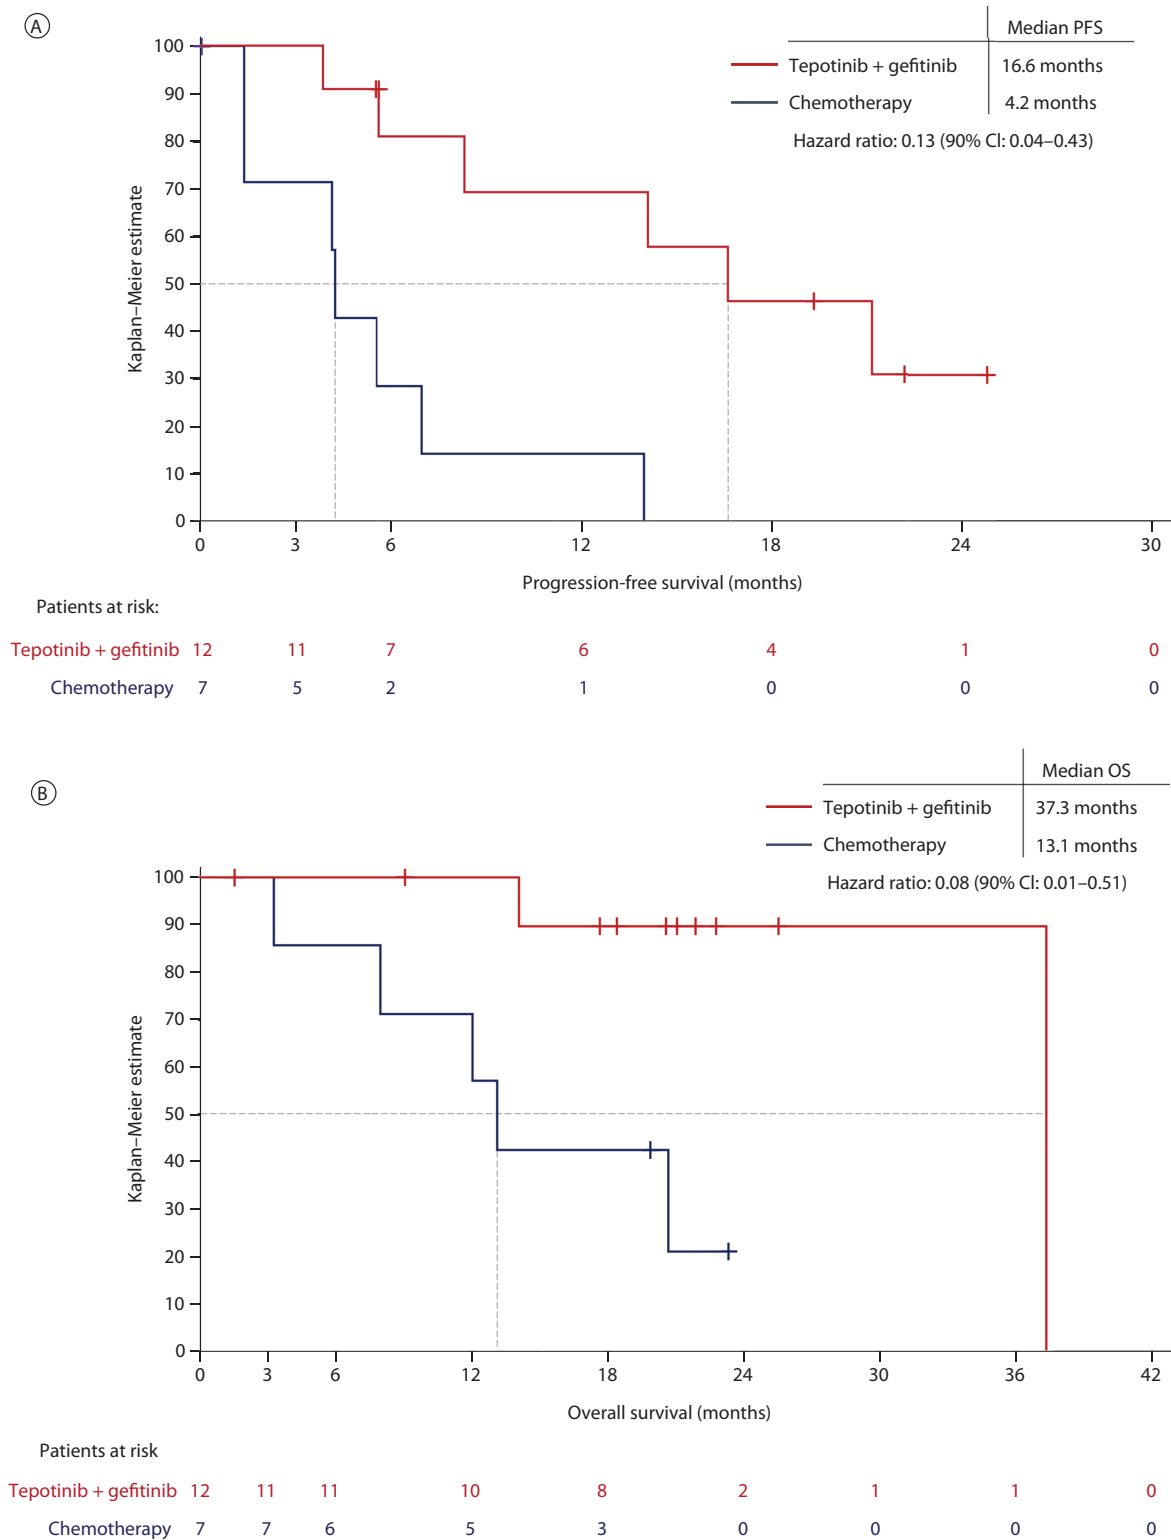 A
Median PFS
Tepotinib + gefitinib 16.6 months
Chemotherapy 4.2 months
Hazard ratio: 0.13 (90% CI: 0.04–0.43)
Kaplan–Meier estimate
100
90
80
70
60
50
40
30
20
10
0
0 3 6 12 18 24 30
Progression-free survival (months)
Patients at risk:
Tepotinib + gefitinib 12 11 7 6 4 1 0
Chemotherapy 7 5 2 1 0 0 0
B
Median OS
Tepotinib + gefitinib 37.3 months
Chemotherapy 13.1 months
Hazard ratio: 0.08 (90% CI: 0.01–0.51)
Kaplan–Meier estimate
100
90
80
70
60
50
40
30
20
10
0
0 3 6 12 18 24 30 36 42
Overall survival (months)
Patients at risk
Tepotinib + gefitinib 12 11 11 10 8 2 1 1 0
Chemotherapy 7 7 6 5 3 0 0 0 0